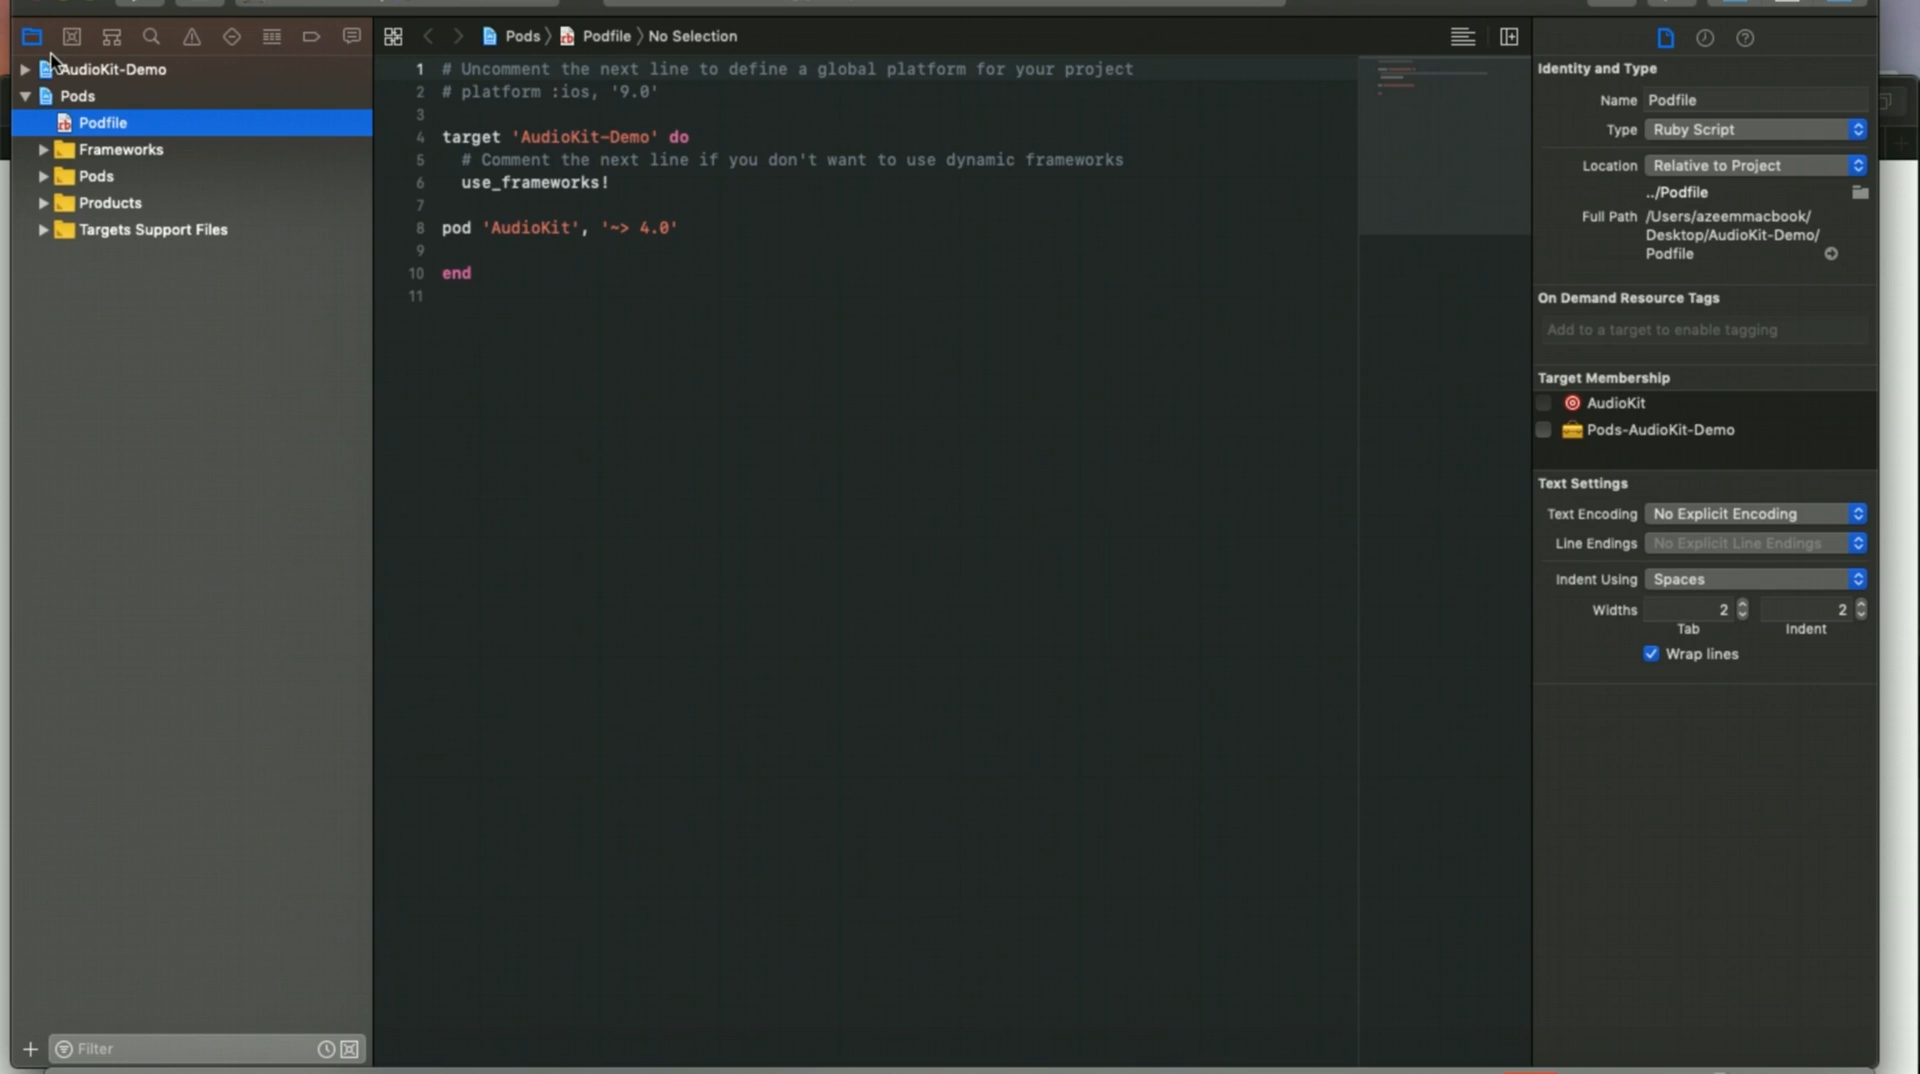 AudioKit-Demo
Pods
Podfile
Frameworks
Pods
Products
Targets Support Files
Filter
Pods
Podfile
No Selection
1 # Uncomment the next line to define a global platform for your project
2 # platform :ios, '9.0'
3
4 target 'AudioKit-Demo' do
5 # Comment the next line if you don't want to use dynamic frameworks
6 use_frameworks!
7
8 pod 'AudioKit', '~> 4.0'
9
10 end
11
Identity and Type
Name Podfile
Type Ruby Script
Location Relative to Project
../Podfile
Full Path /Users/azeemmacbook/
Desktop/AudioKit-Demo/
Podfile
On Demand Resource Tags
Add to a target to enable tagging
Target Membership
AudioKit
Pods-AudioKit-Demo
Text Settings
Text Encoding No Explicit Encoding
Line Endings No Explicit Line Endings
Indent Using Spaces
Widths 2 2
Tab Indent
Wrap lines